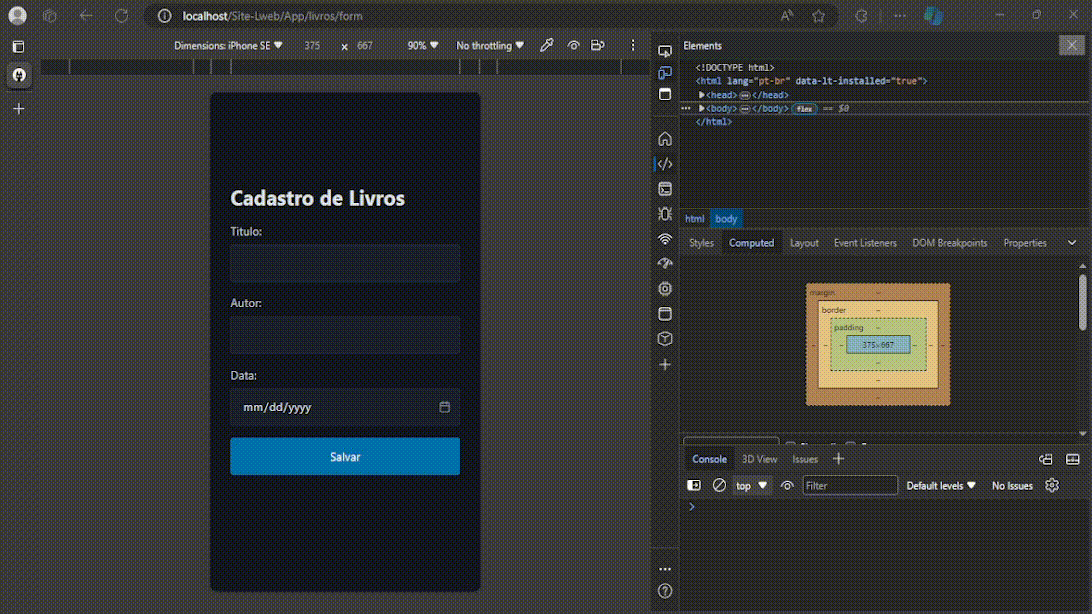 localhost/Site-Lweb/App/livros/form
Dimensions: iPhone SE 375 x 667 90% No throttling
Cadastro de Livros
Titulo:
Autor:
Data:
mm/dd/yyyy
Salvar
Elements
<!DOCTYPE html>
<html lang="pt-br" data-lt-installed="true">
<head> </head>
<body> </body> flex == $0
</html>
html body
Styles Computed Layout Event Listeners DOM Breakpoints Properties
margin
border
padding
375×667
Console 3D View Issues
top Filter Default levels No Issues